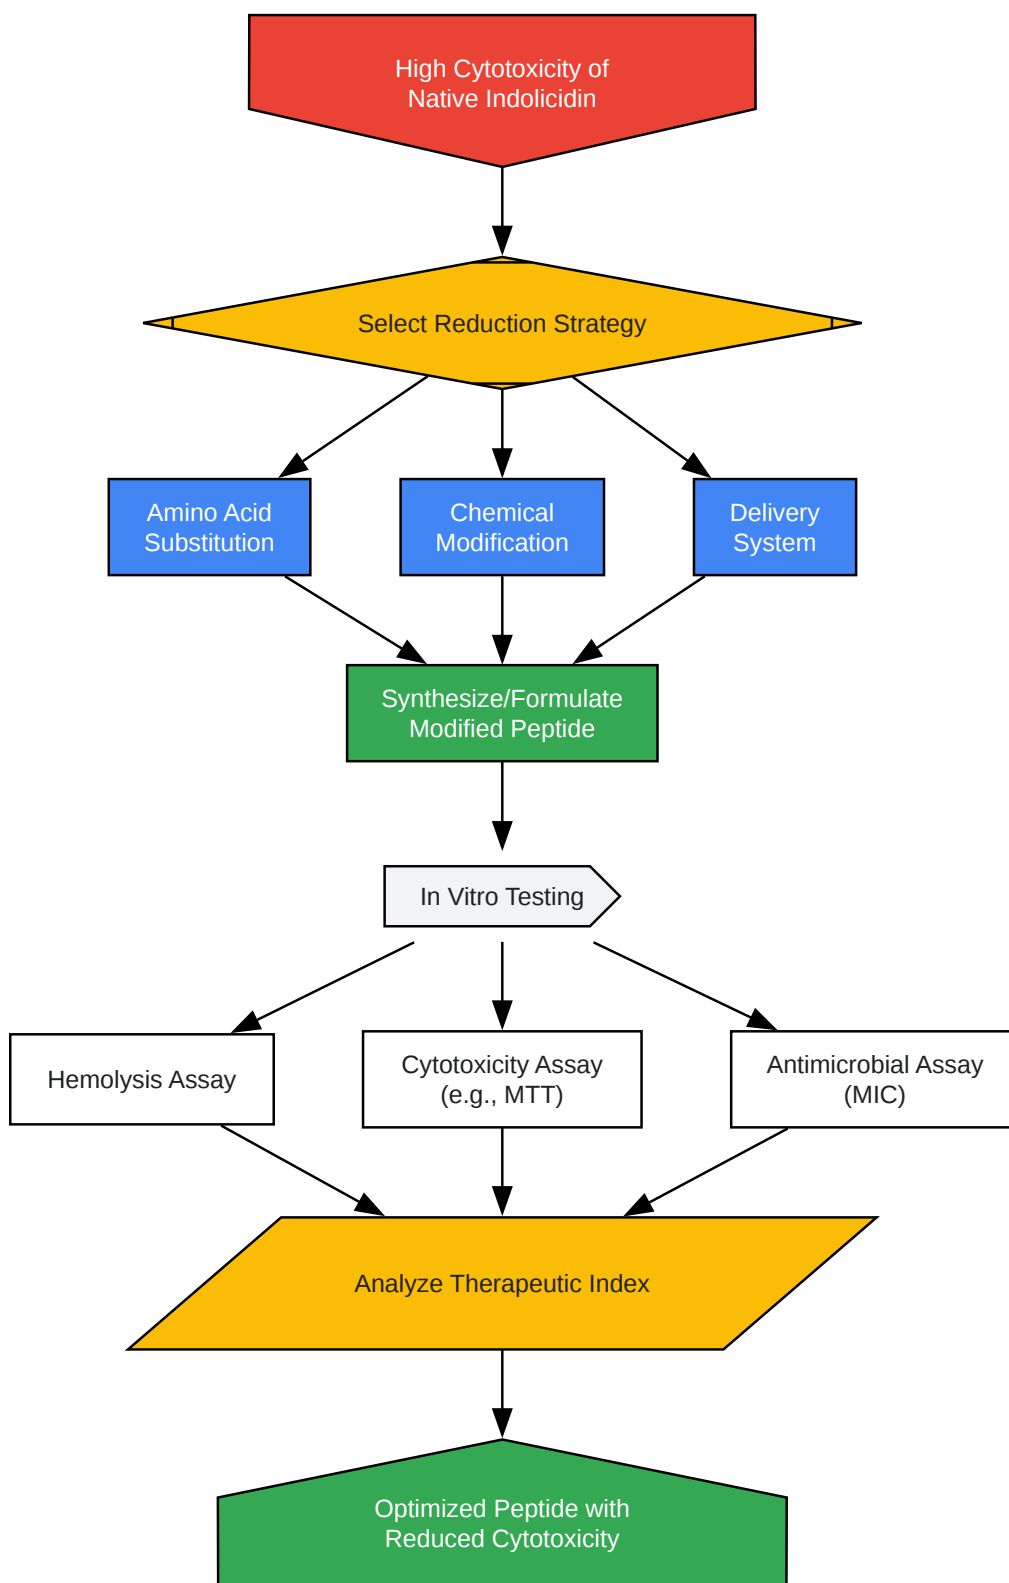 High Cytotoxicity of
Native Indolicidin
Select Reduction Strategy
Amino Acid
Substitution
Chemical
Modification
Delivery
System
Synthesize/Formulate
Modified Peptide
In Vitro Testing
Hemolysis Assay
Cytotoxicity Assay
(e.g., MTT)
Antimicrobial Assay
(MIC)
Analyze Therapeutic Index
Optimized Peptide with
Reduced Cytotoxicity